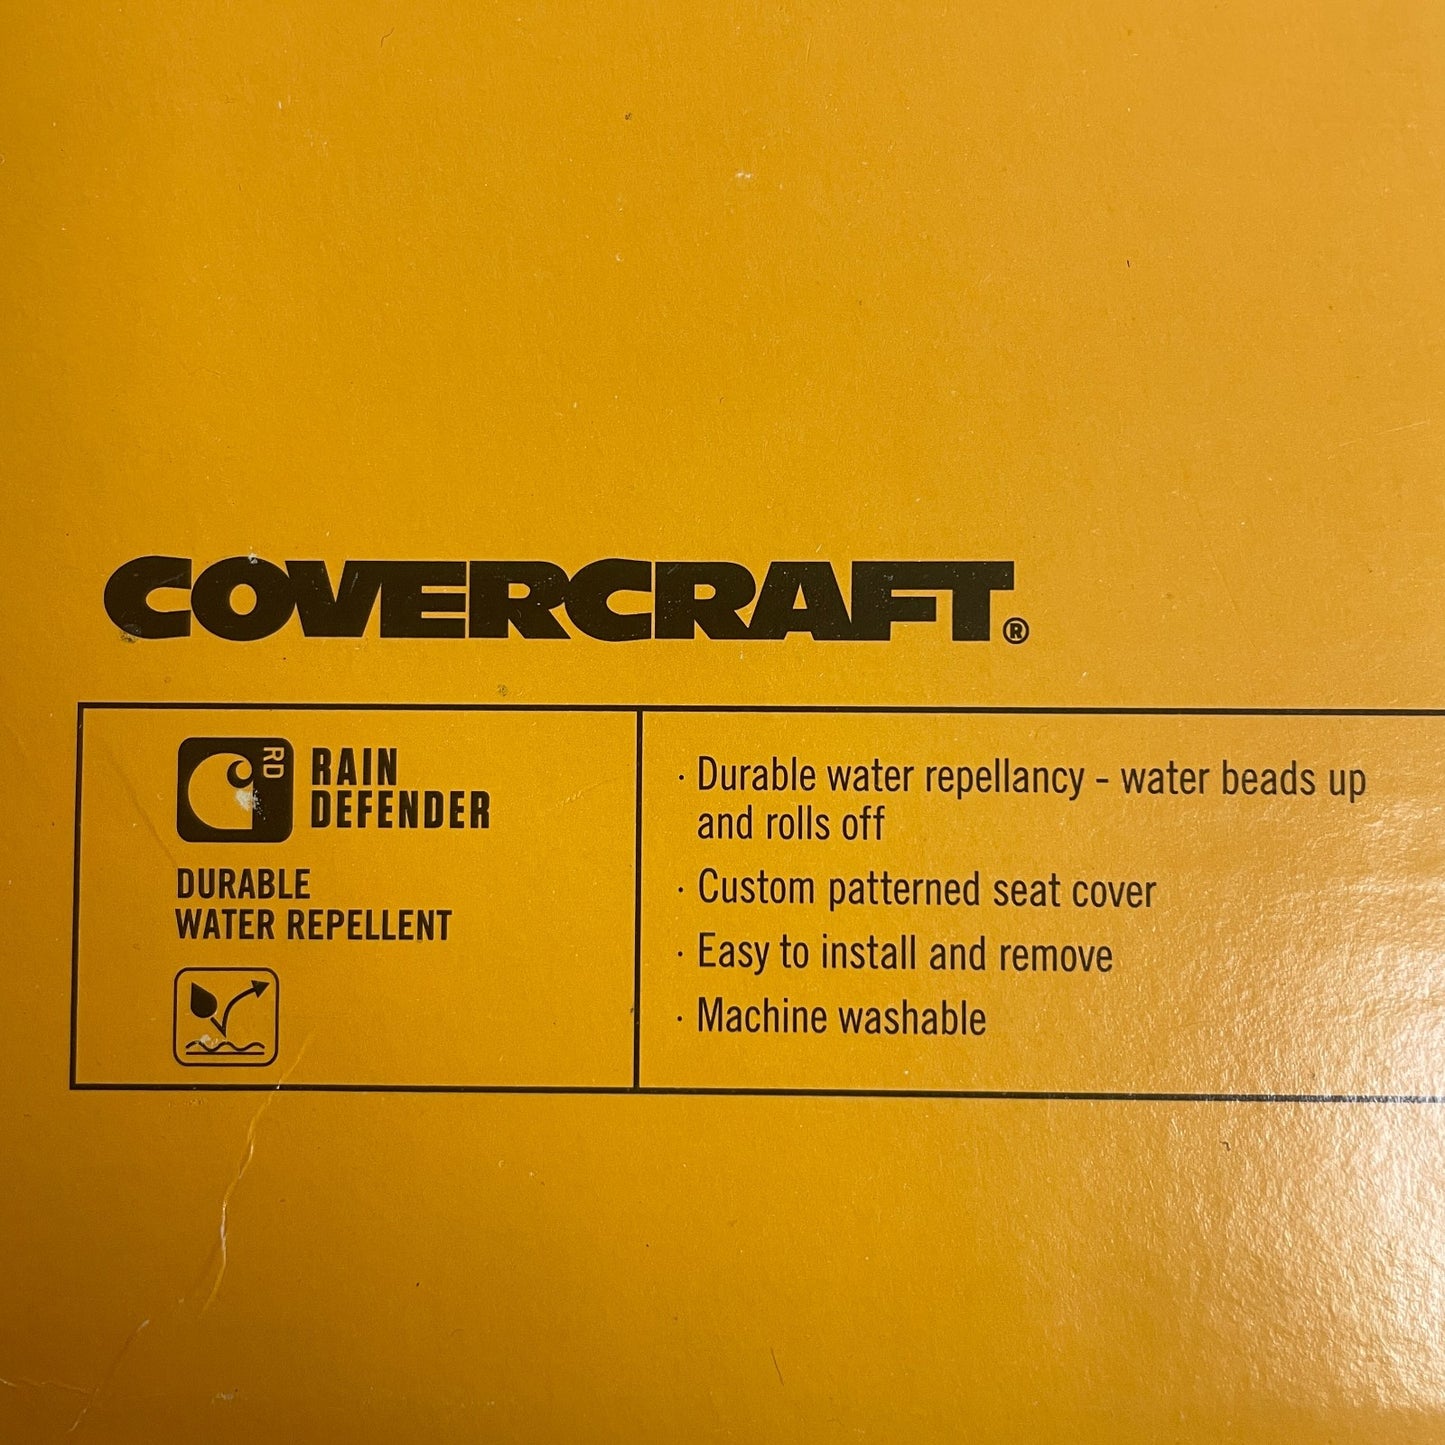 COVERCRAFT®
RD
RAIN
DEFENDER
DURABLE
WATER REPELLENT
· Durable water repellancy - water beads up
and rolls off
· Custom patterned seat cover
· Easy to install and remove
· Machine washable